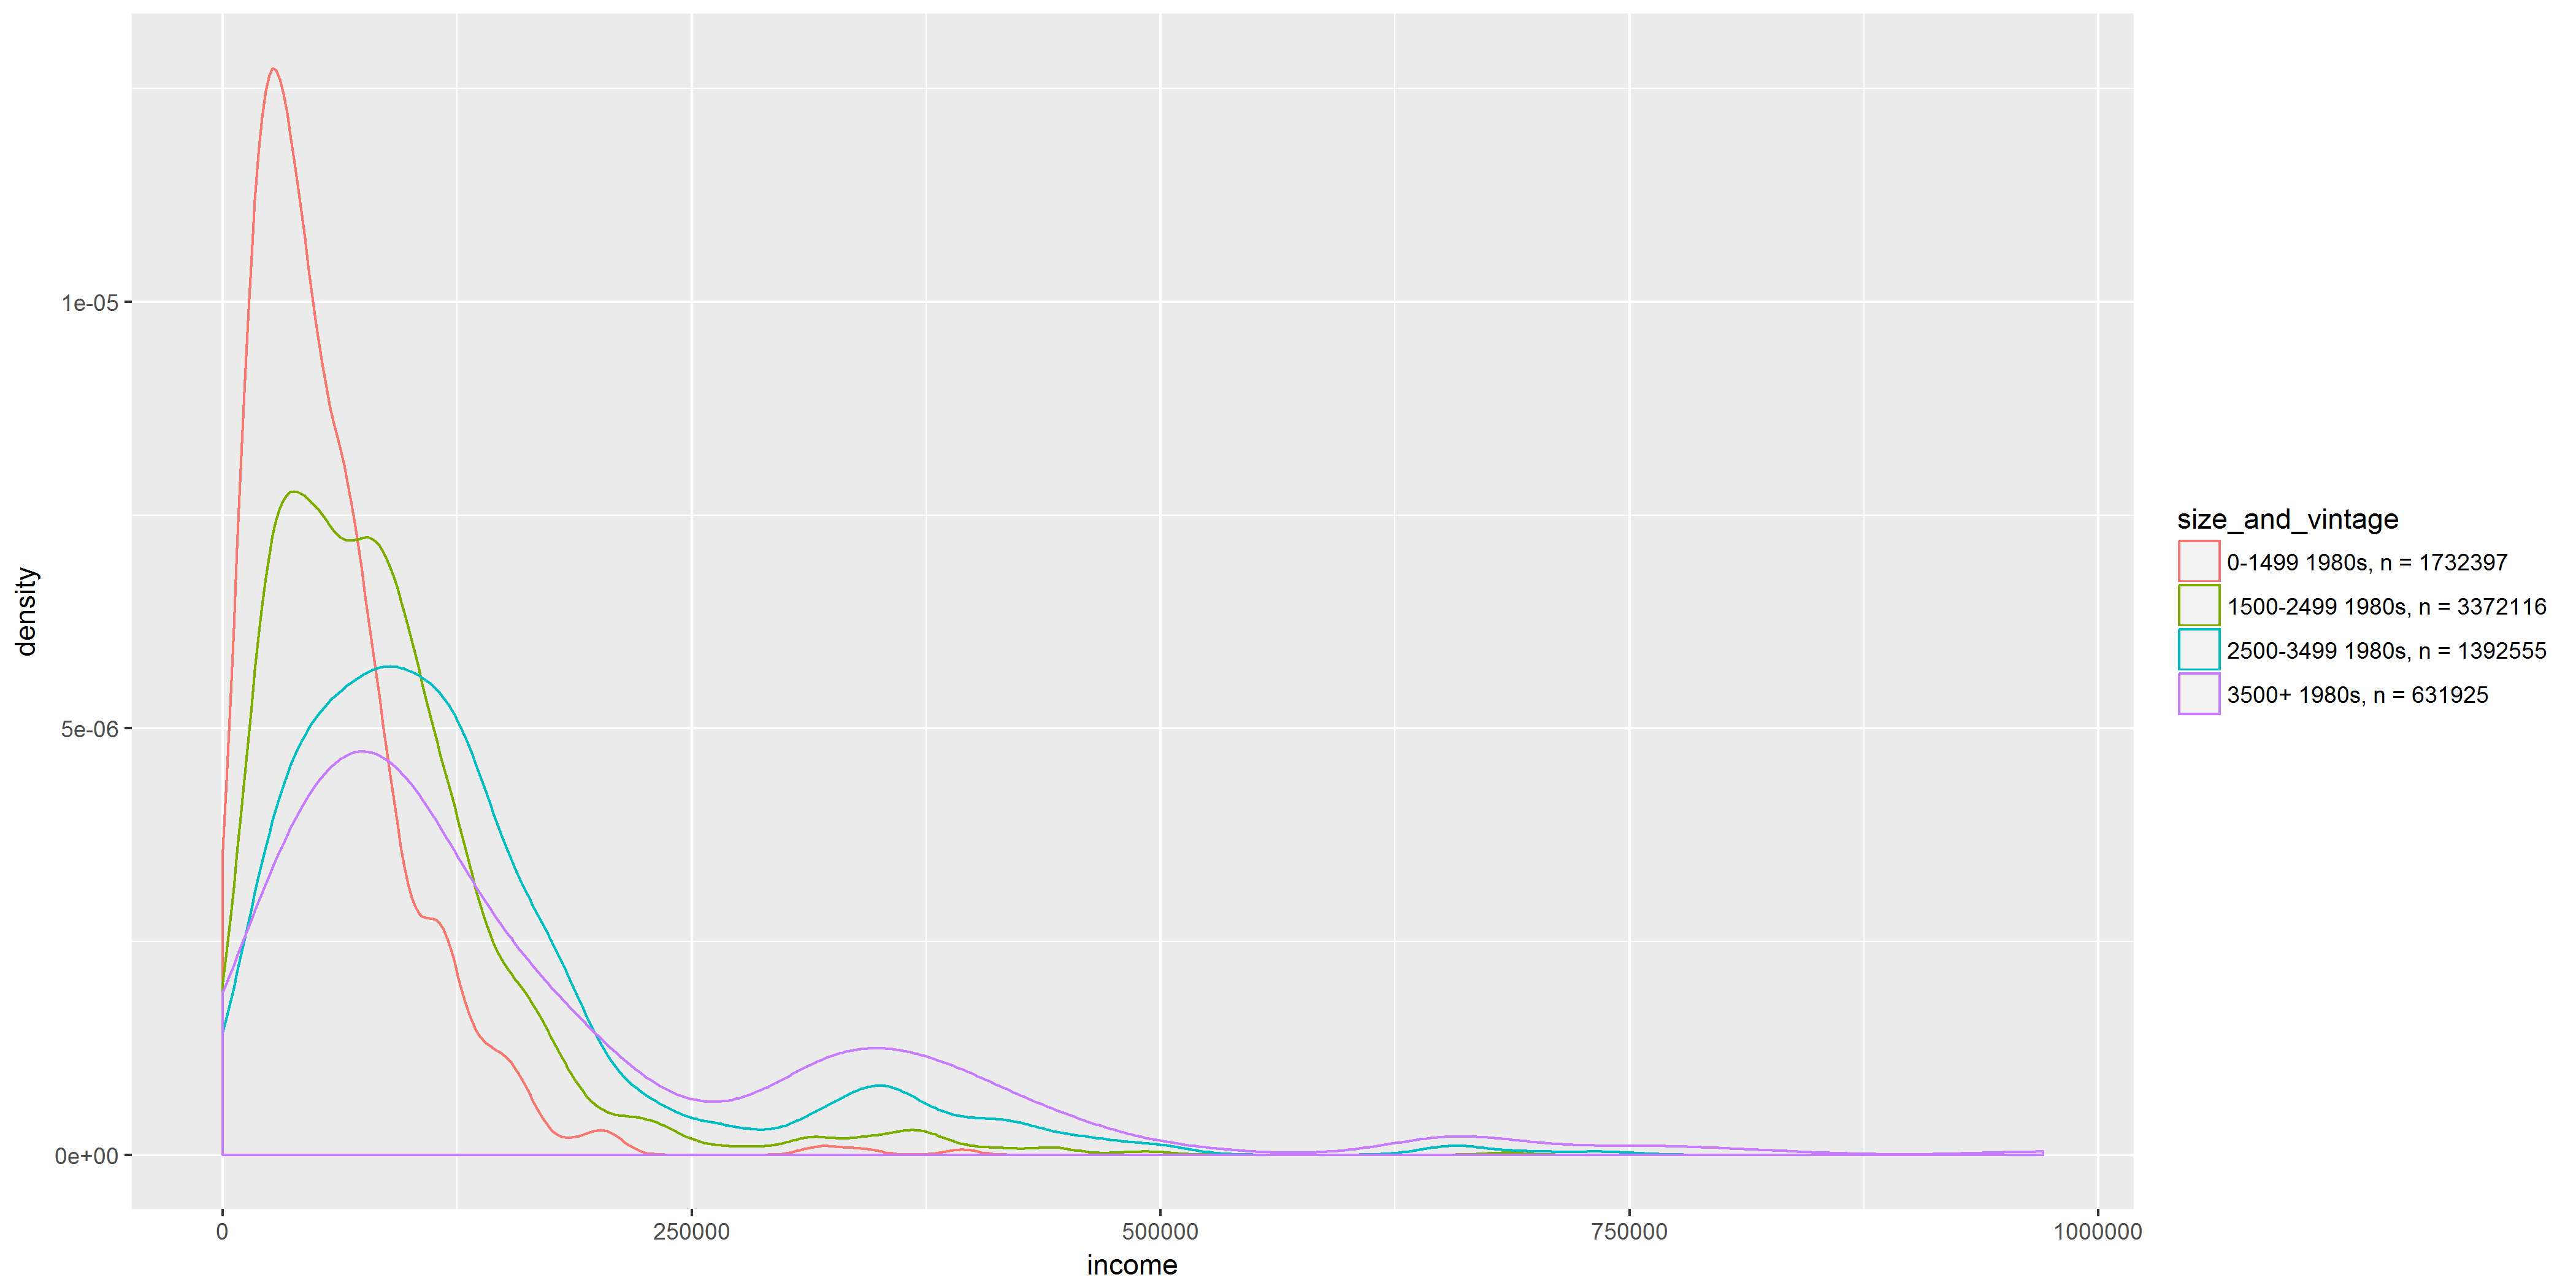 density
1e-05
5e-06
0e+00
0
250000
500000
750000
1000000
income
size_and_vintage
0-1499 1980s, n = 1732397
1500-2499 1980s, n = 3372116
2500-3499 1980s, n = 1392555
3500+ 1980s, n = 631925